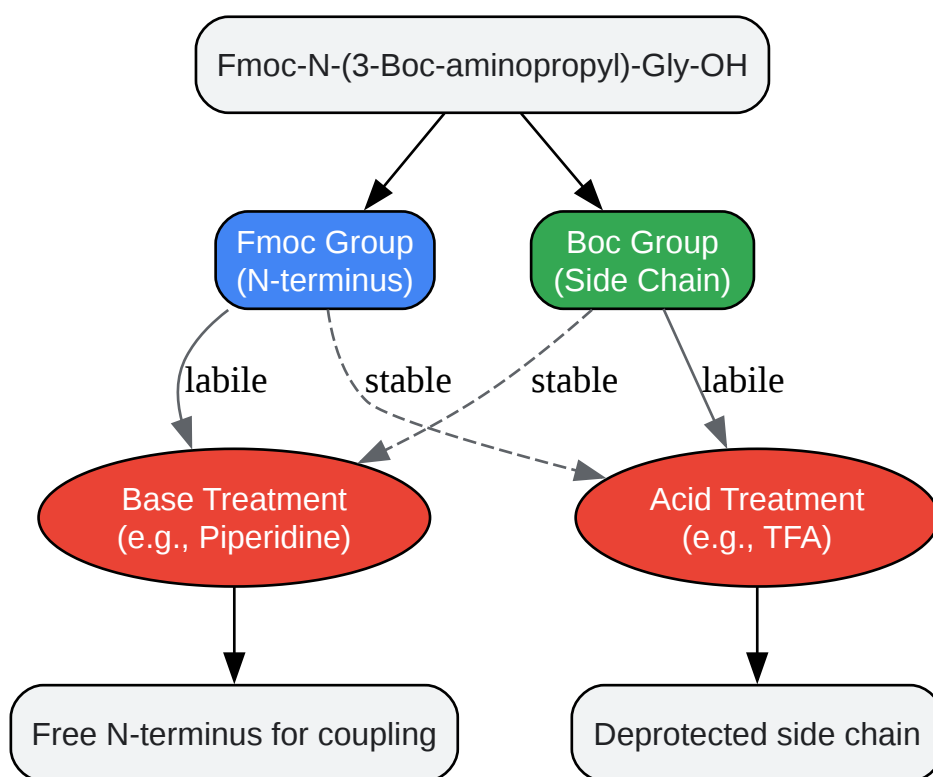 Fmoc-N-(3-Boc-aminopropyl)-Gly-OH
Fmoc Group
(N-terminus)
Boc Group
(Side Chain)
labile
stable
stable
labile
Base Treatment
(e.g., Piperidine)
Acid Treatment
(e.g., TFA)
Free N-terminus for coupling
Deprotected side chain